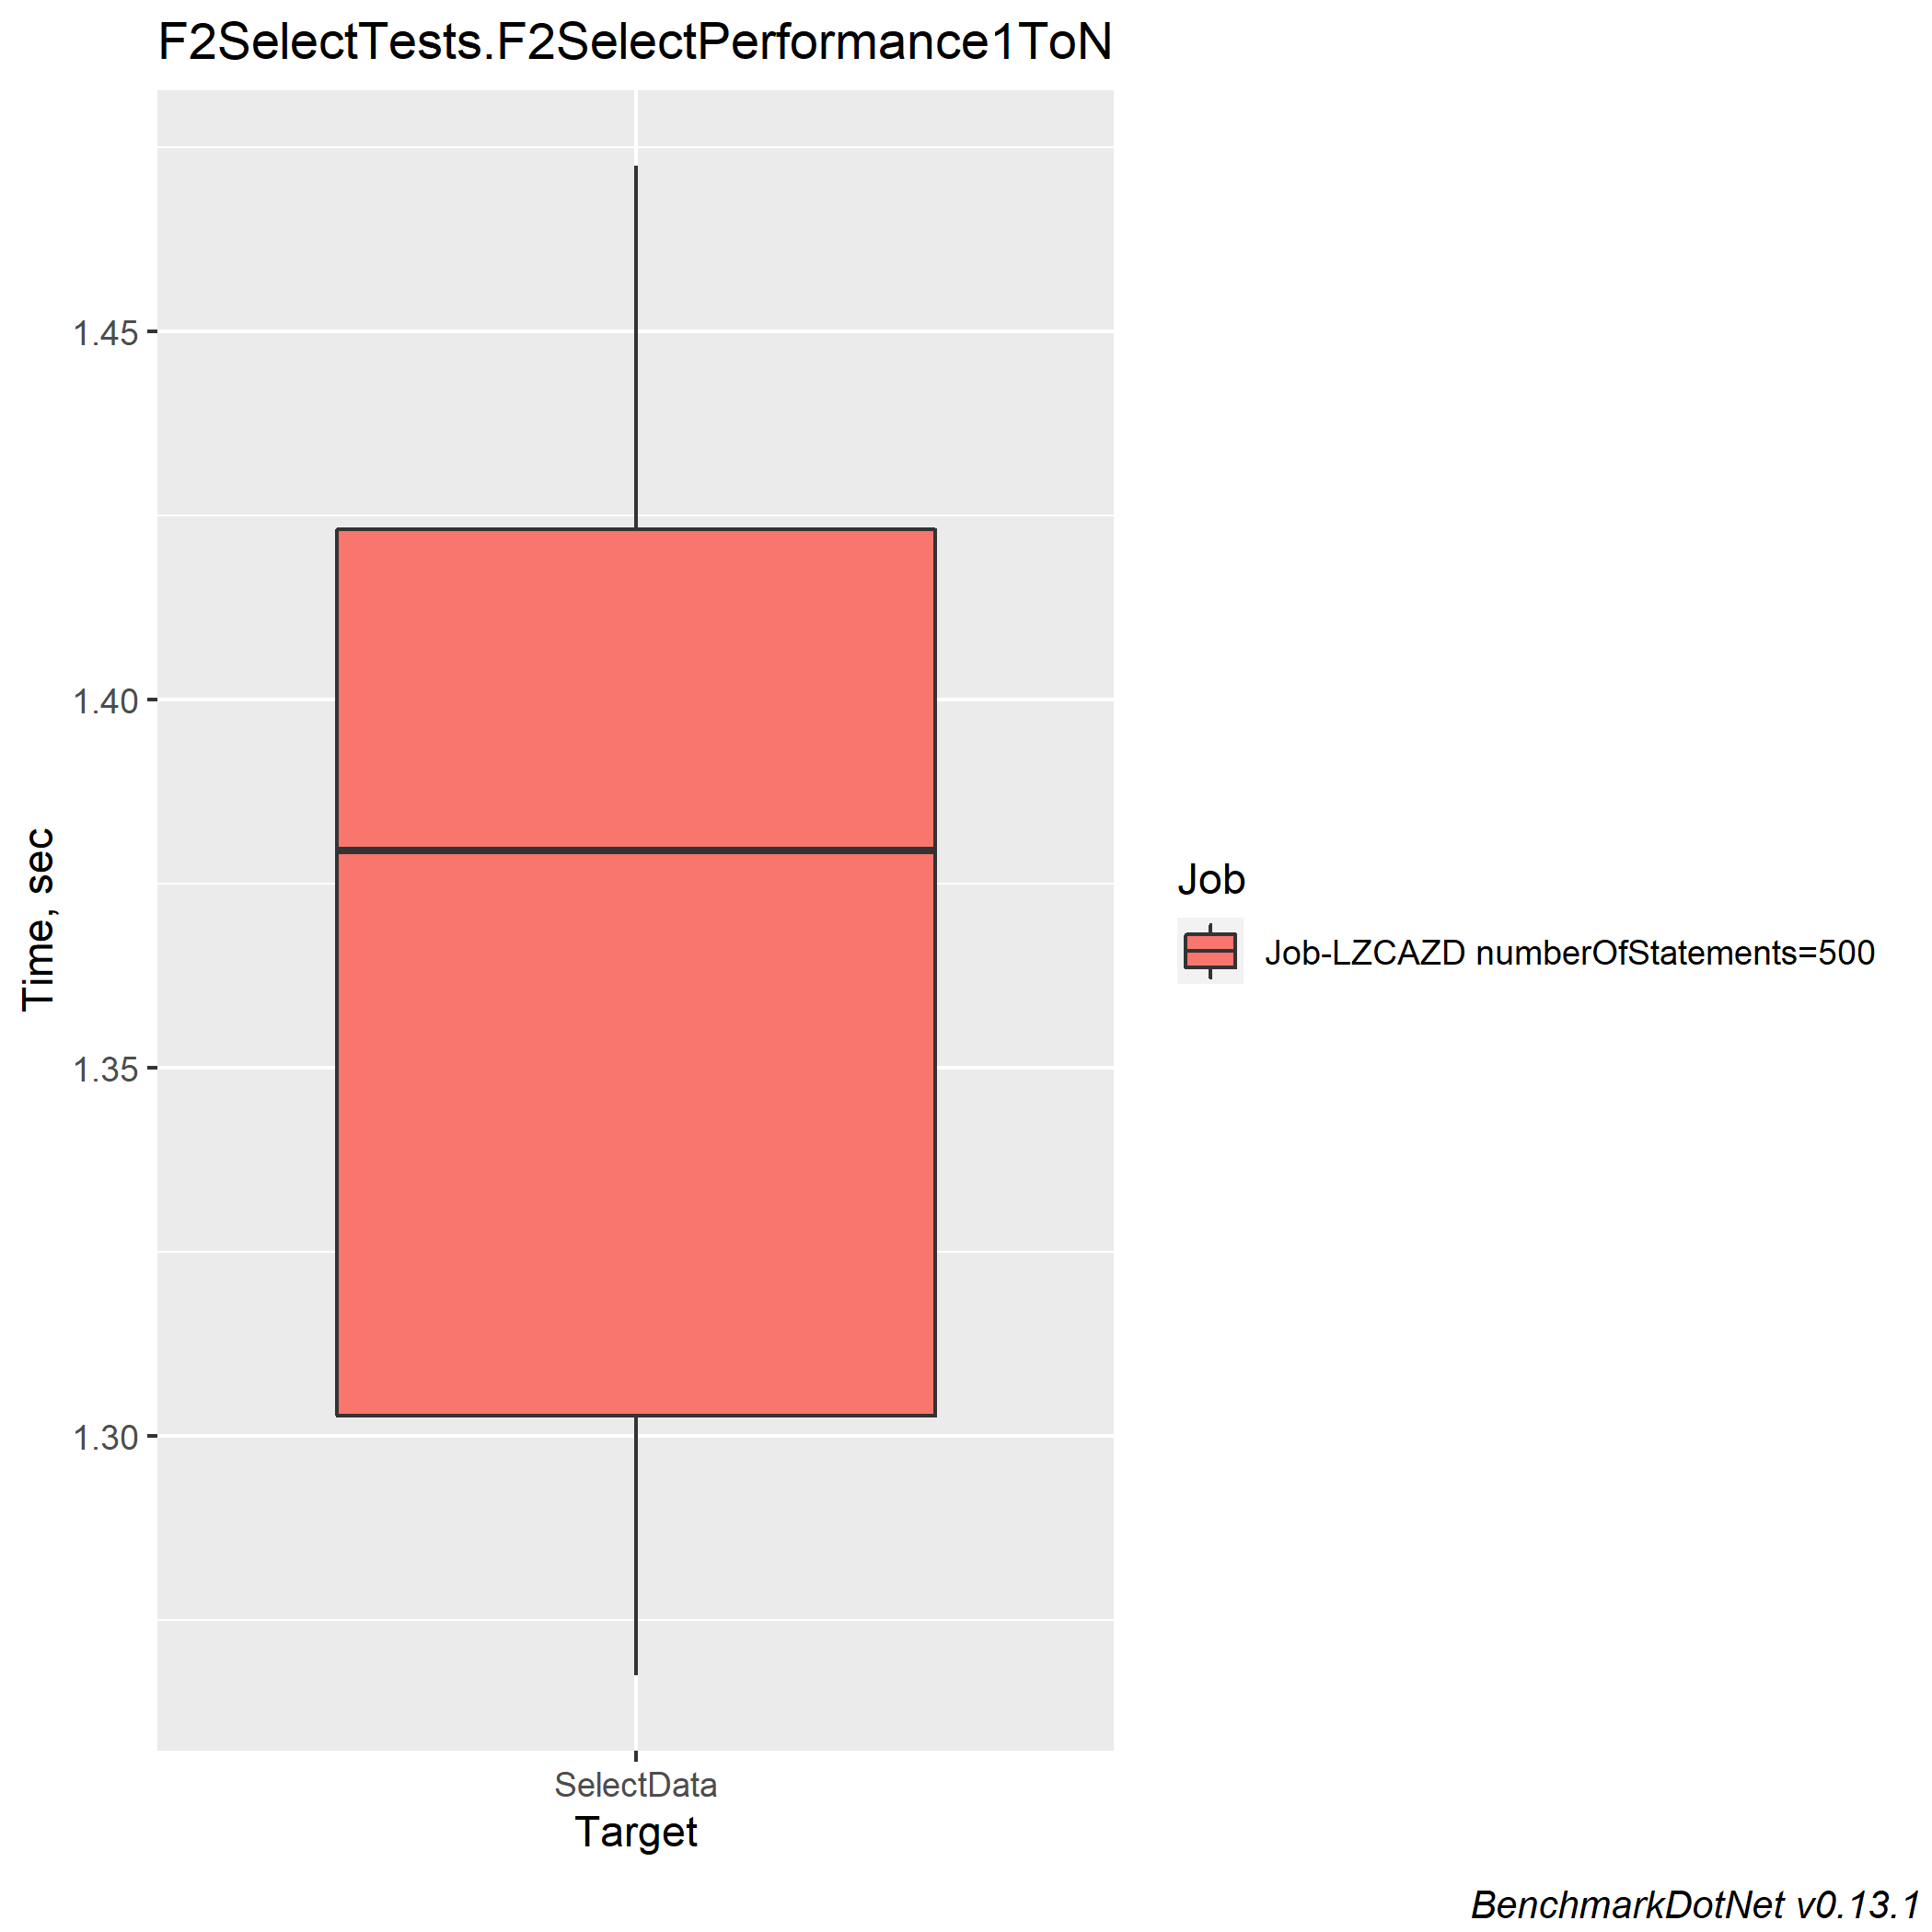 F2SelectTests.F2SelectPerformance1ToN
Time, sec
1.45
1.40
1.35
1.30
SelectData
Target
Job
Job-LZCAZD numberOfStatements=500
BenchmarkDotNet v0.13.1